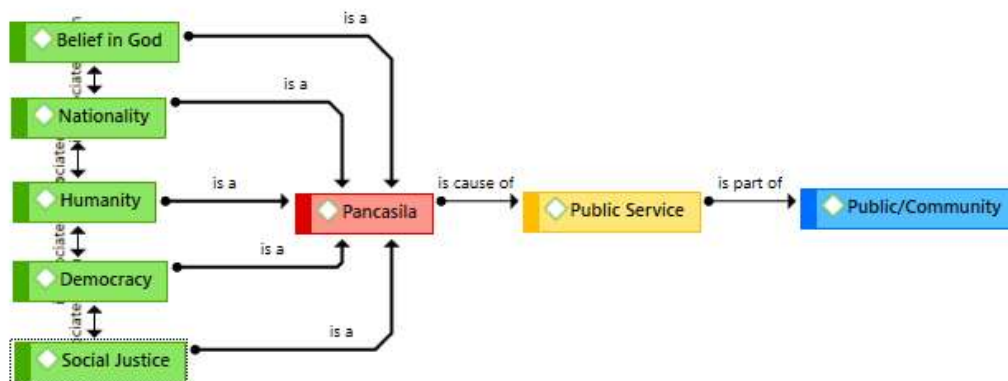 Belief in God
is a
Nationality
is a
Humanity
is a
Pancasila
is cause of
Public Service
is part of
Public/Community
Democracy
is a
Social Justice
is a